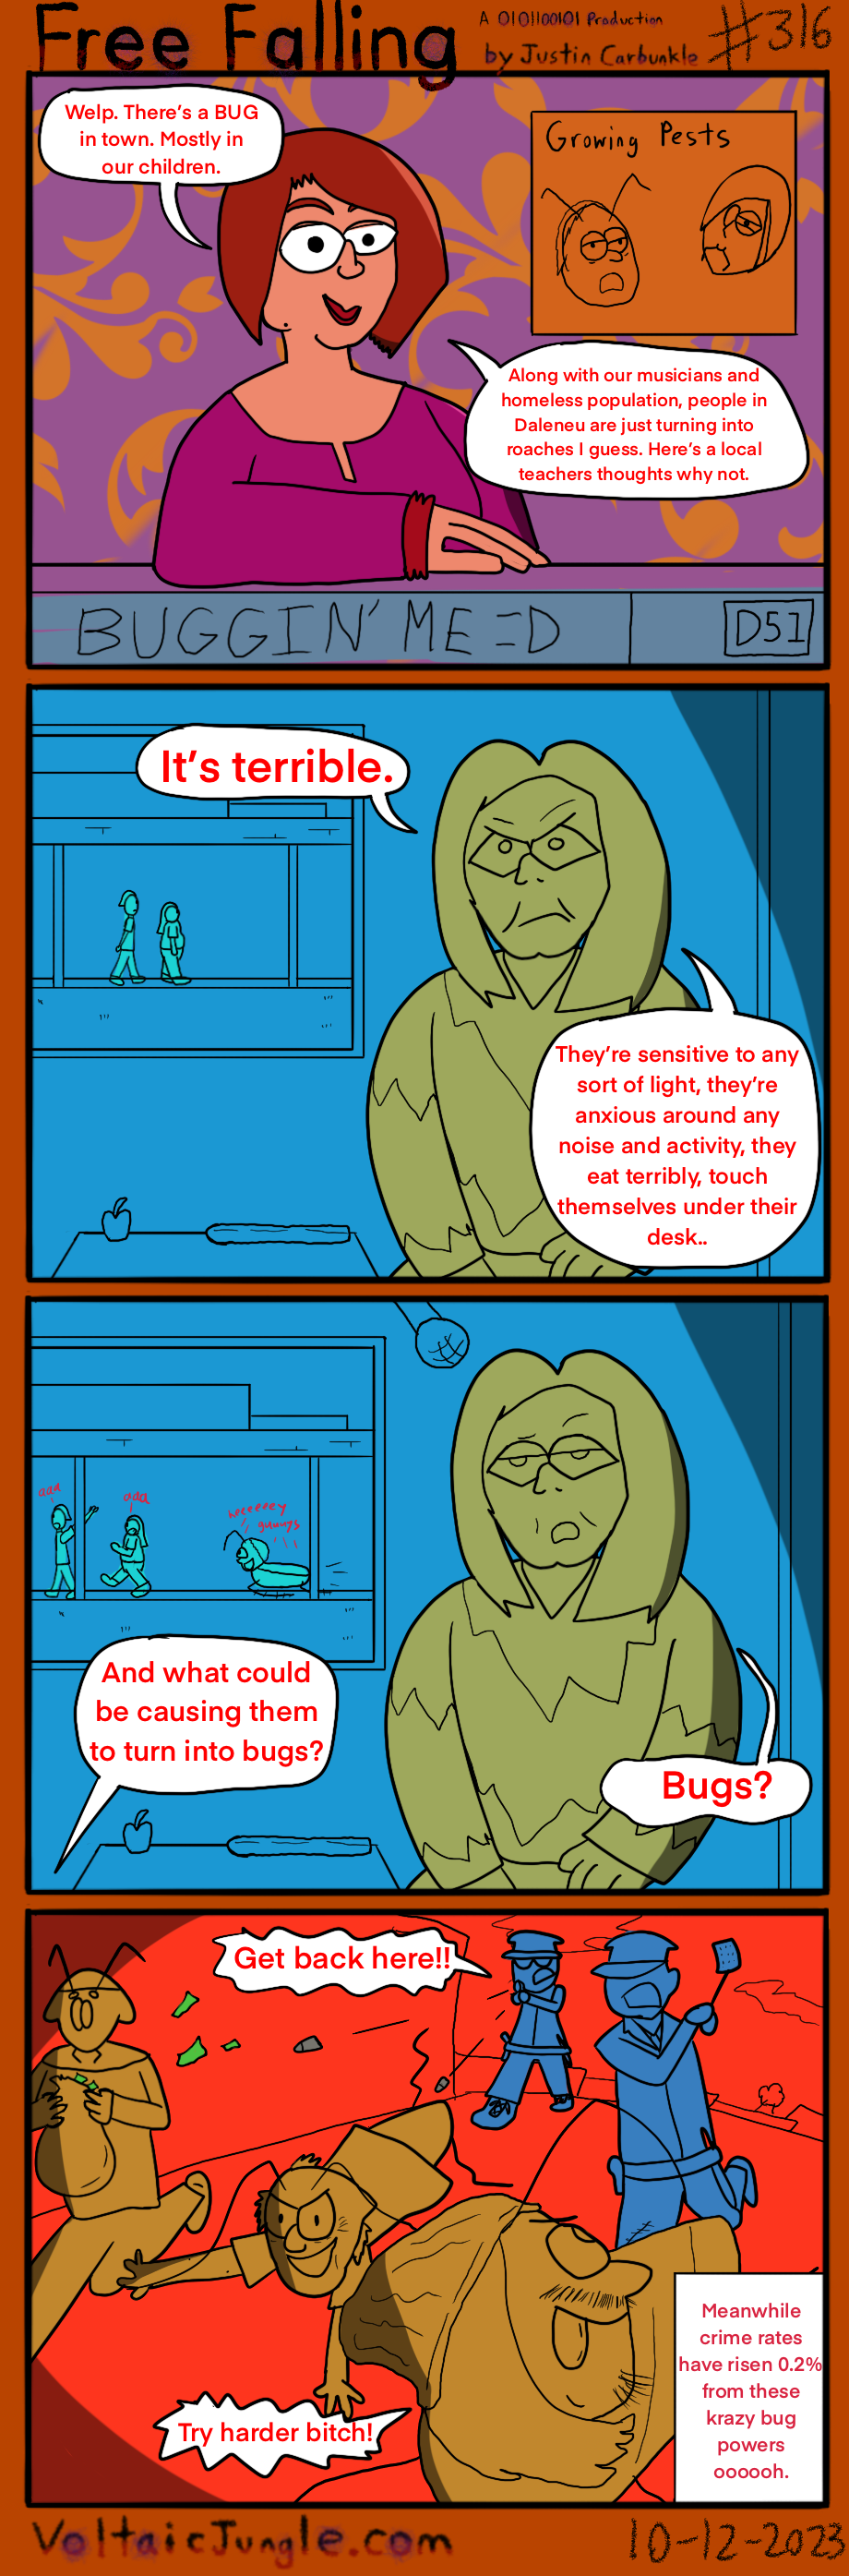 Free Falling
A 0101100101 Production
by Justin Carbunkle
#316
Welp. There's a BUG
in town. Mostly in
our children.
Growing Pests
Along with our musicians and
homeless population, people in
Daleneu are just turning into
roaches I guess. Here's a local
teachers thoughts why not.
BUGGIN' ME =D
D51
It's terrible.
They're sensitive to any
sort of light, they're
anxious around any
noise and activity, they
eat terribly, touch
themselves under their
desk..
aaa
aaa
heeeeeey
guuuys
And what could
be causing them
to turn into bugs?
Bugs?
Get back here!!
Try harder bitch!
Meanwhile
crime rates
have risen 0.2%
from these
krazy bug
powers
oooooh.
VoltaicJungle.com
10-12-2023